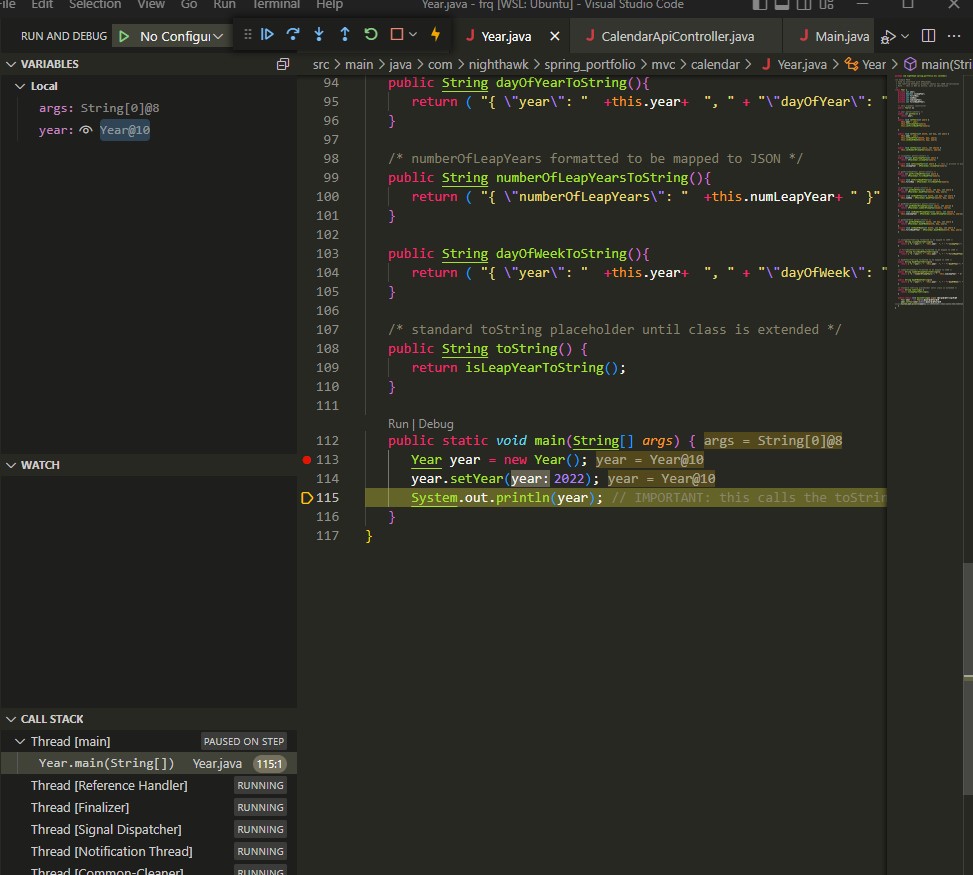 File Edit Selection View Go Run Terminal Help Year.java - frq [WSL: Ubuntu] - Visual Studio Code
RUN AND DEBUG No Configur
Year.java CalendarApiController.java Main.java
src > main > java > com > nighthawk > spring_portfolio > mvc > calendar > Year.java > Year > main(Stri
VARIABLES
Local
args: String[0]@8
year: Year@10
WATCH
CALL STACK
Thread [main] PAUSED ON STEP
Year.main(String[]) Year.java 115:1
Thread [Reference Handler] RUNNING
Thread [Finalizer] RUNNING
Thread [Signal Dispatcher] RUNNING
Thread [Notification Thread] RUNNING
Thread [Common-Cleaner] RUNNING
94 public String dayOfYearToString(){
95 return ( "{ \"year\": " +this.year+ ", " + "\"dayOfYear\": "
96 }
97
98 /* numberOfLeapYears formatted to be mapped to JSON */
99 public String numberOfLeapYearsToString(){
100 return ( "{ \"numberOfLeapYears\": " +this.numLeapYear+ " }"
101 }
102
103 public String dayOfWeekToString(){
104 return ( "{ \"year\": " +this.year+ ", " + "\"dayOfWeek\": "
105 }
106
107 /* standard toString placeholder until class is extended */
108 public String toString() {
109 return isLeapYearToString();
110 }
111
Run | Debug
112 public static void main(String[] args) { args = String[0]@8
113 Year year = new Year(); year = Year@10
114 year.setYear(year: 2022); year = Year@10
115 System.out.println(year); // IMPORTANT: this calls the toStrin
116 }
117 }